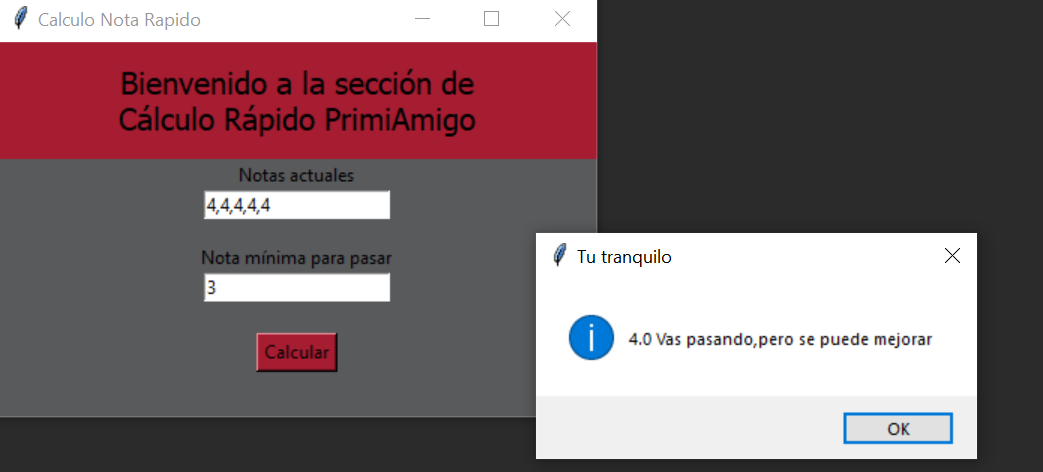 Calculo Nota Rapido
Bienvenido a la sección de
Cálculo Rápido PrimiAmigo
Notas actuales
4,4,4,4,4
Nota mínima para pasar
3
Calcular
Tu tranquilo
4.0 Vas pasando,pero se puede mejorar
OK